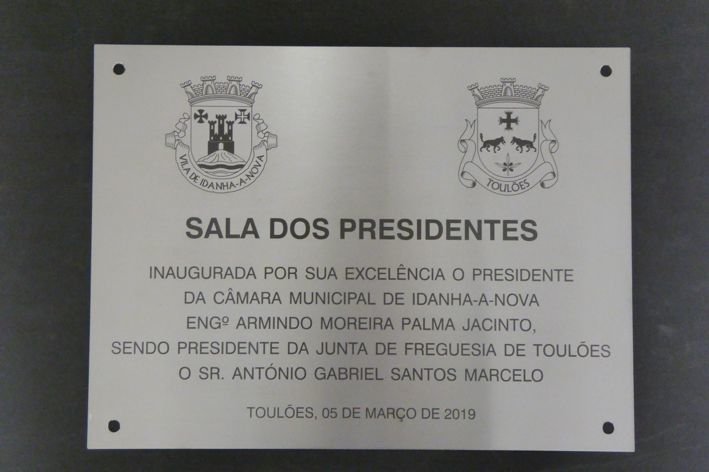 VILA DE IDANHA-A-NOVA
TOULÕES
SALA DOS PRESIDENTES
INAUGURADA POR SUA EXCELÊNCIA O PRESIDENTE
DA CÂMARA MUNICIPAL DE IDANHA-A-NOVA
ENGº ARMINDO MOREIRA PALMA JACINTO,
SENDO PRESIDENTE DA JUNTA DE FREGUESIA DE TOULÕES
O SR. ANTÓNIO GABRIEL SANTOS MARCELO
TOULÕES, 05 DE MARÇO DE 2019